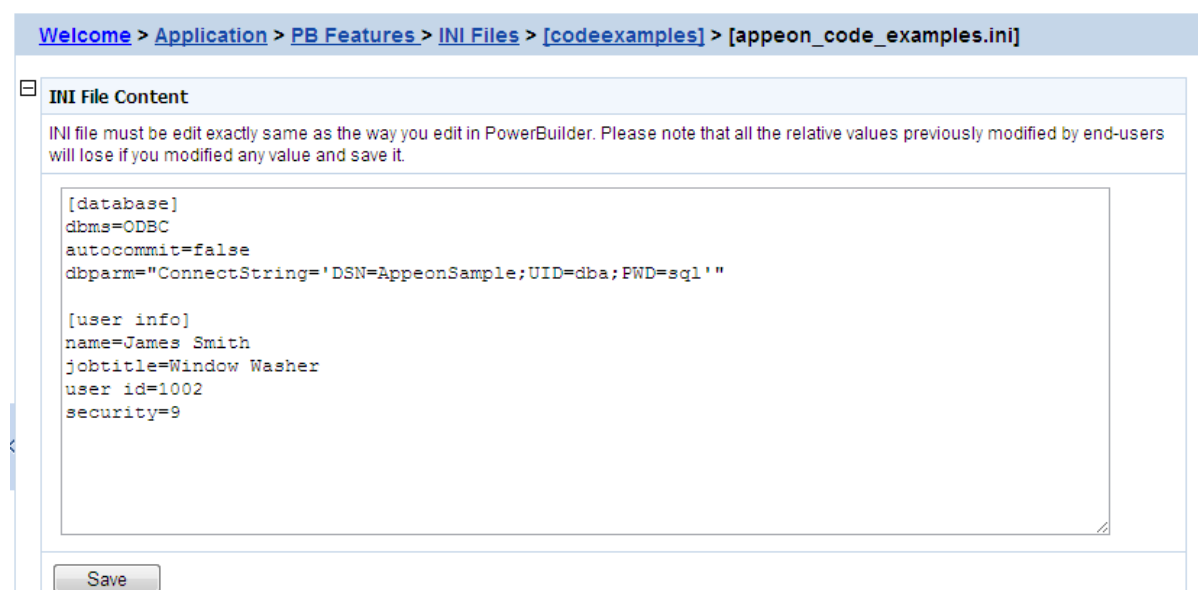 Welcome > Application > PB Features > INI Files > [codeexamples] > [appeon_code_examples.ini]
INI File Content
INI file must be edit exactly same as the way you edit in PowerBuilder. Please note that all the relative values previously modified by end-users
will lose if you modified any value and save it.
[database]
dbms=ODBC
autocommit=false
dbparm="ConnectString='DSN=AppeonSample;UID=dba;PWD=sql'"
[user info]
name=James Smith
jobtitle=Window Washer
user id=1002
security=9
Save